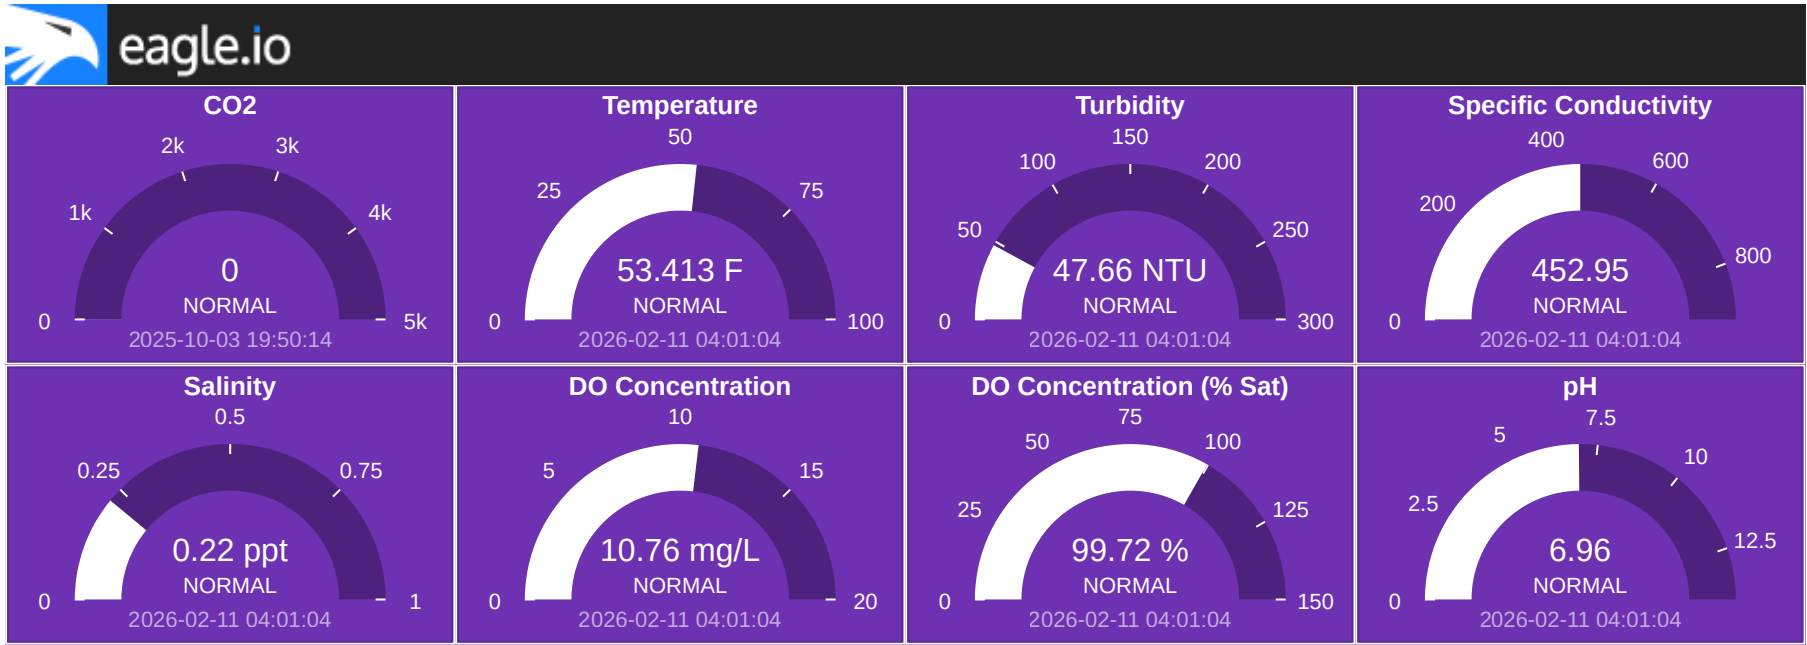 eagle.io
CO2
2k
3k
1k
4k
0
NORMAL
0
5k
2025-10-03 19:50:14
Temperature
50
25
75
53.413 F
NORMAL
0
100
2026-02-11 04:01:04
Turbidity
150
100
200
50
250
47.66 NTU
NORMAL
0
300
2026-02-11 04:01:04
Specific Conductivity
400
600
200
800
452.95
NORMAL
0
2026-02-11 04:01:04
Salinity
0.5
0.25
0.75
0.22 ppt
NORMAL
0
1
2026-02-11 04:01:04
DO Concentration
10
5
15
10.76 mg/L
NORMAL
0
20
2026-02-11 04:01:04
DO Concentration (% Sat)
75
50
100
25
125
99.72 %
NORMAL
0
150
2026-02-11 04:01:04
pH
7.5
5
10
2.5
12.5
6.96
NORMAL
0
2026-02-11 04:01:04